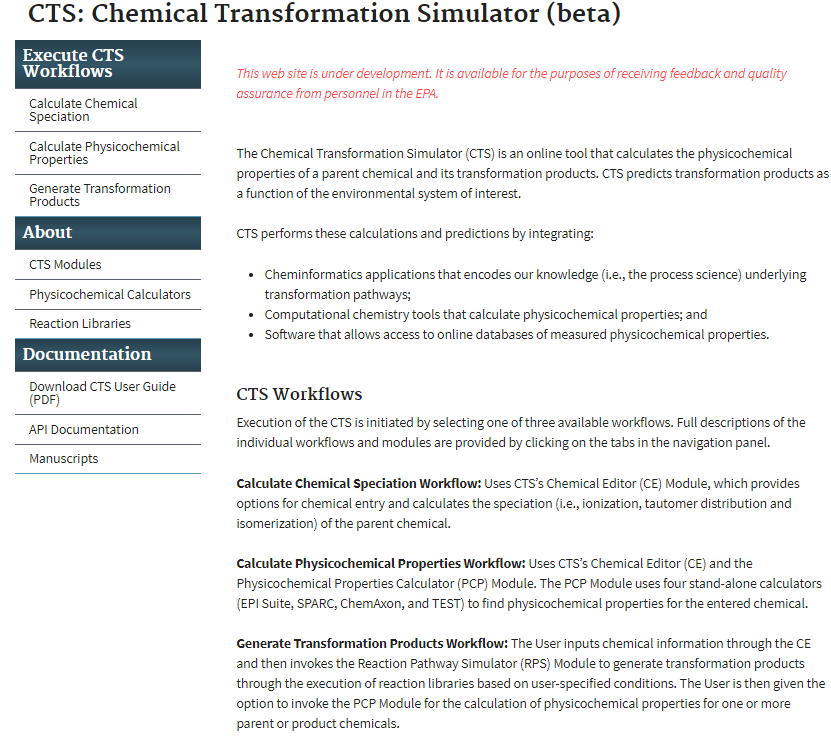 CTS: Chemical Transformation Simulator (beta)
Execute CTS
Workflows
Calculate Chemical
Speciation
Calculate Physicochemical
Properties
Generate Transformation
Products
About
CTS Modules
Physicochemical Calculators
Reaction Libraries
Documentation
Download CTS User Guide
(PDF)
API Documentation
Manuscripts
This web site is under development. It is available for the purposes of receiving feedback and quality
assurance from personnel in the EPA.
The Chemical Transformation Simulator (CTS) is an online tool that calculates the physicochemical
properties of a parent chemical and its transformation products. CTS predicts transformation products as
a function of the environmental system of interest.
CTS performs these calculations and predictions by integrating:
• Cheminformatics applications that encodes our knowledge (i.e., the process science) underlying
transformation pathways;
• Computational chemistry tools that calculate physicochemical properties; and
• Software that allows access to online databases of measured physicochemical properties.
CTS Workflows
Execution of the CTS is initiated by selecting one of three available workflows. Full descriptions of the
individual workflows and modules are provided by clicking on the tabs in the navigation panel.
Calculate Chemical Speciation Workflow: Uses CTS’s Chemical Editor (CE) Module, which provides
options for chemical entry and calculates the speciation (i.e., ionization, tautomer distribution and
isomerization) of the parent chemical.
Calculate Physicochemical Properties Workflow: Uses CTS’s Chemical Editor (CE) and the
Physicochemical Properties Calculator (PCP) Module. The PCP Module uses four stand-alone calculators
(EPI Suite, SPARC, ChemAxon, and TEST) to find physicochemical properties for the entered chemical.
Generate Transformation Products Workflow: The User inputs chemical information through the CE
and then invokes the Reaction Pathway Simulator (RPS) Module to generate transformation products
through the execution of reaction libraries based on user-specified conditions. The User is then given the
option to invoke the PCP Module for the calculation of physicochemical properties for one or more
parent or product chemicals.